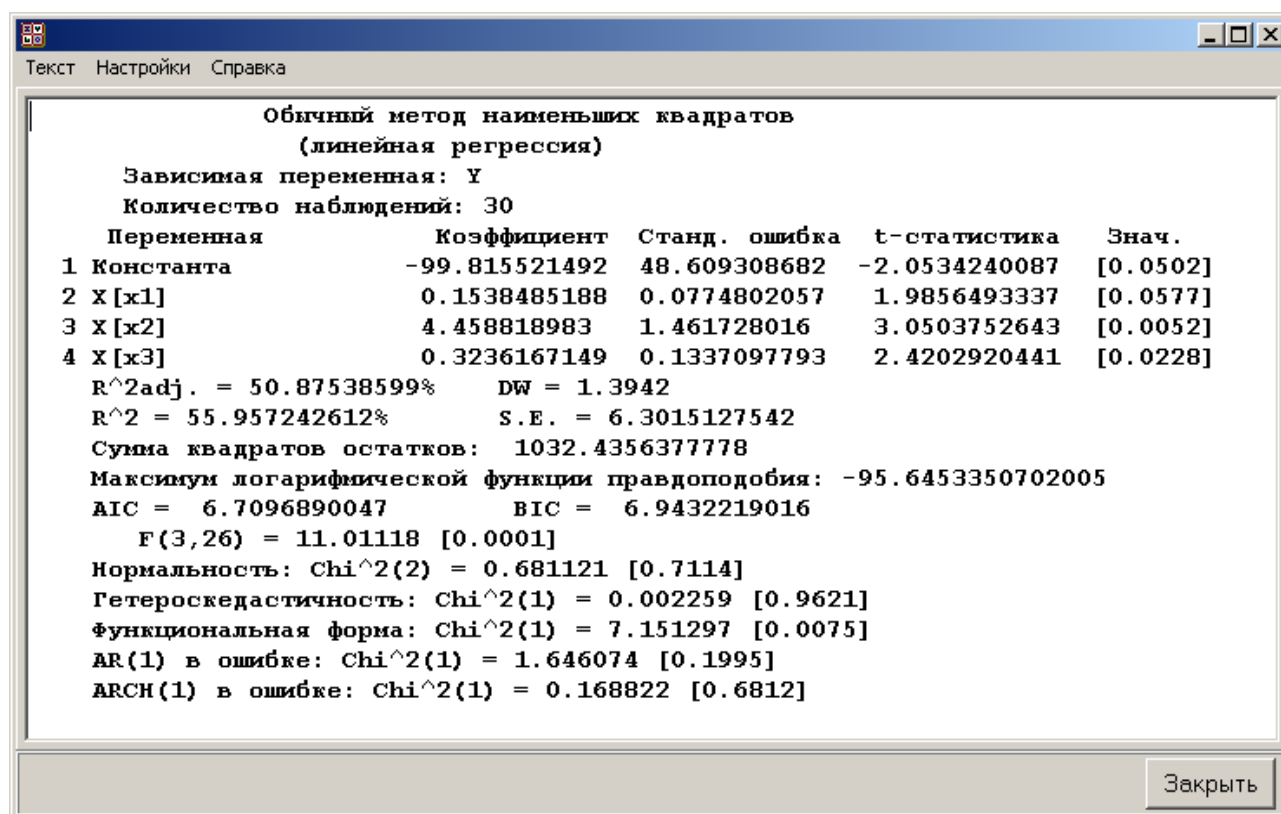 Текст Настройки Справка
Обычный метод наименьших квадратов
(линейная регрессия)
Зависимая переменная: Y
Количество наблюдений: 30
Переменная Коэффициент Станд. ошибка t-статистика Знач.
1 Константа -99.815521492 48.609308682 -2.0534240087 [0.0502]
2 X[x1] 0.1538485188 0.0774802057 1.9856493337 [0.0577]
3 X[x2] 4.458818983 1.461728016 3.0503752643 [0.0052]
4 X[x3] 0.3236167149 0.1337097793 2.4202920441 [0.0228]
R^2adj. = 50.87538599% DW = 1.3942
R^2 = 55.957242612% S.E. = 6.3015127542
Сумма квадратов остатков: 1032.4356377778
Максимум логарифмической функции правдоподобия: -95.6453350702005
AIC = 6.7096890047 BIC = 6.9432219016
F(3,26) = 11.01118 [0.0001]
Нормальность: Chi^2(2) = 0.681121 [0.7114]
Гетероскедастичность: Chi^2(1) = 0.002259 [0.9621]
Функциональная форма: Chi^2(1) = 7.151297 [0.0075]
AR(1) в ошибке: Chi^2(1) = 1.646074 [0.1995]
ARCH(1) в ошибке: Chi^2(1) = 0.168822 [0.6812]
Закрыть